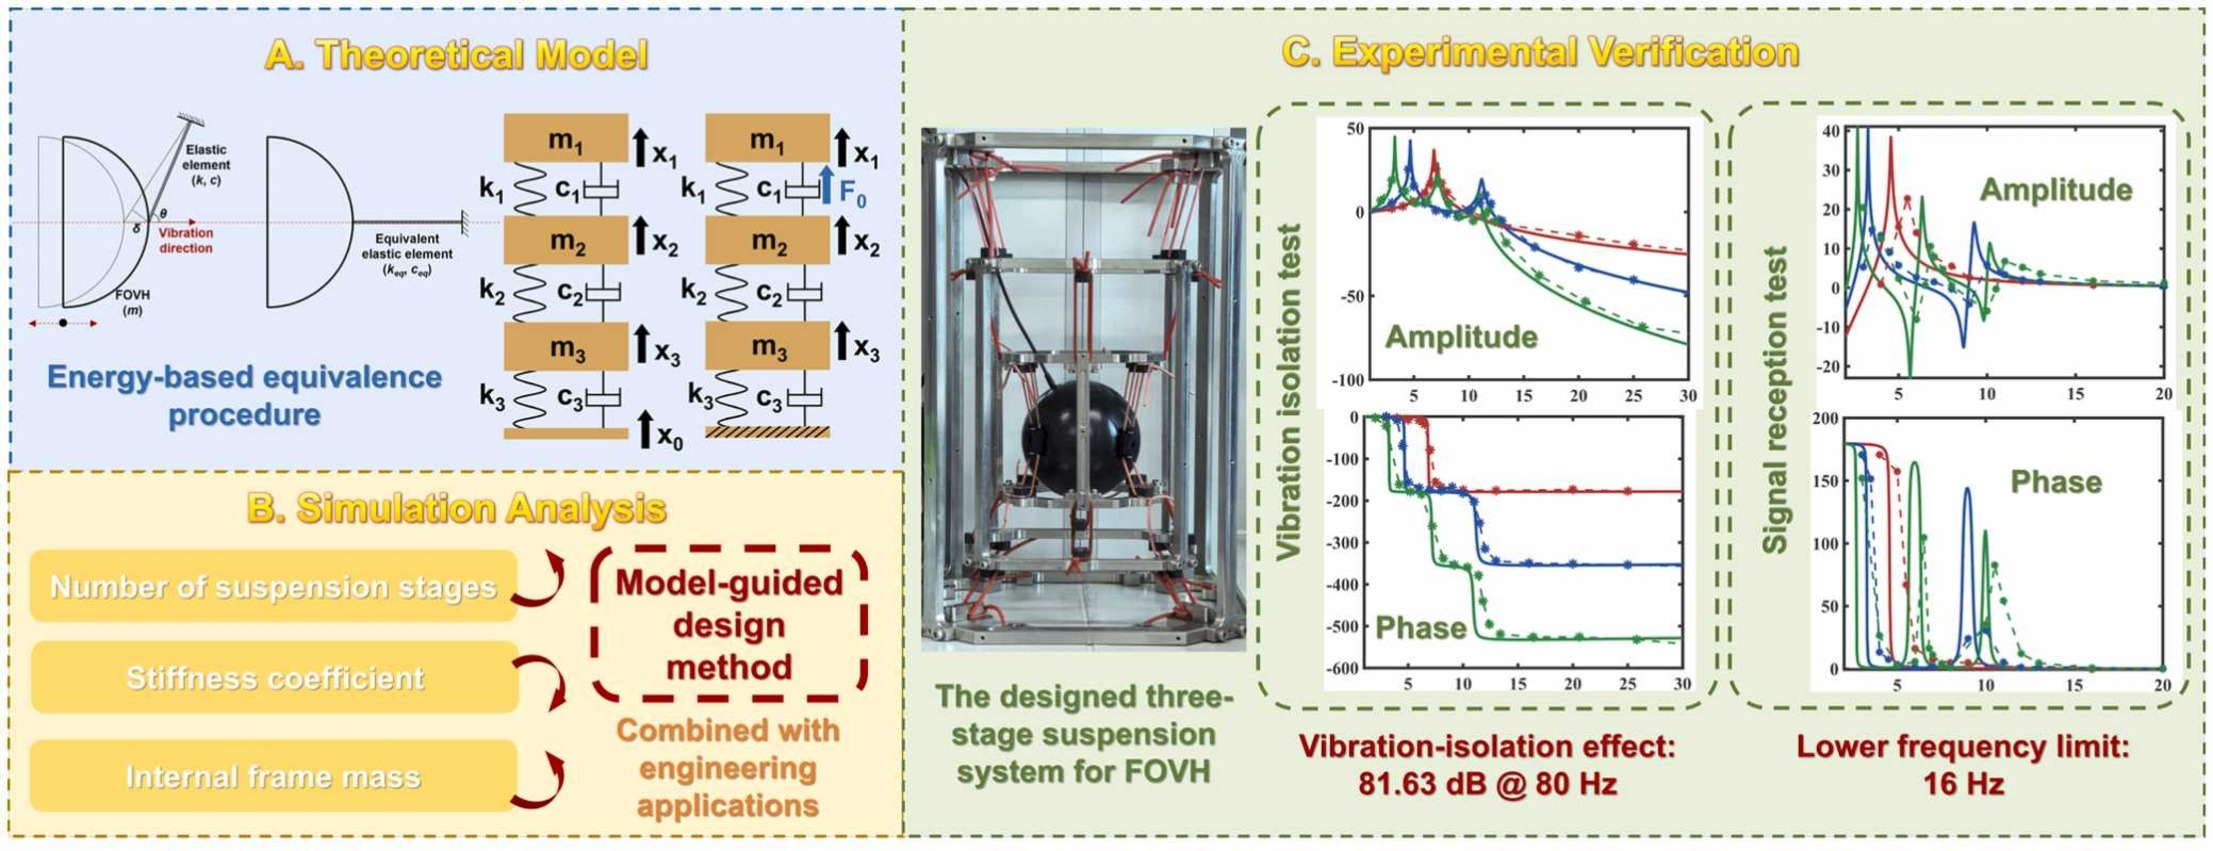 A. Theoretical Model
Elastic
element
(k, c)
θ
δ
Vibration
direction
FOVH
(m)
Equivalent
elastic element
(keq, ceq)
Energy-based equivalence
procedure
m1
x1
k1
c1
m2
x2
k2
c2
m3
x3
k3
c3
x0
m1
x1
k1
c1
F0
m2
x2
k2
c2
m3
x3
k3
c3
B. Simulation Analysis
Number of suspension stages
Stiffness coefficient
Internal frame mass
Model-guided
design
method
Combined with
engineering
applications
C. Experimental Verification
The designed three-
stage suspension
system for FOVH
Vibration isolation test
50
0
-50
-100
5 10 15 20 25 30
Amplitude
0
-100
-200
-300
-400
-500
-600
5 10 15 20 25 30
Phase
Vibration-isolation effect:
81.63 dB @ 80 Hz
Signal reception test
40
30
20
10
0
-10
-20
5 10 15 20
Amplitude
200
150
100
50
0
5 10 15 20
Phase
Lower frequency limit:
16 Hz